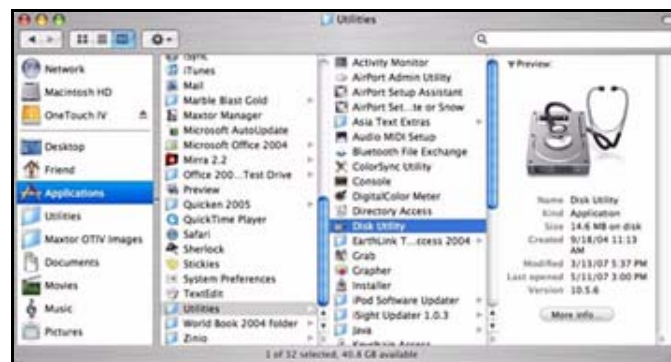 Utilities
Network
Macintosh HD
OneTouch IV
Desktop
Friend
Applications
Utilities
Maxtor OTIV Images
Documents
Movies
Music
Pictures
iSync
iTunes
Mail
Marble Blast Gold
Maxtor Manager
Microsoft AutoUpdate
Microsoft Office 2004
Mirra 2.2
Office 200...Test Drive
Preview
Quicken 2005
QuickTime Player
Safari
Sherlock
Stickies
System Preferences
TextEdit
Utilities
World Book 2004 folder
Zinio
Activity Monitor
AirPort Admin Utility
AirPort Setup Assistant
AirPort Set...te or Snow
Asia Text Extras
Audio MIDI Setup
Bluetooth File Exchange
ColorSync Utility
Console
DigitalColor Meter
Directory Access
Disk Utility
EarthLink T...ccess 2004
Grab
Grapher
Installer
iPod Software Updater
iSight Updater 1.0.3
Java
Keychain Access
Preview:
Name Disk Utility
Kind Application
Size 14.6 MB on disk
Created 9/18/04 11:13
AM
Modified 3/13/07 5:37 PM
Last opened 5/11/07 3:00 PM
Version 10.5.6
More info...
1 of 32 selected, 40.8 GB available